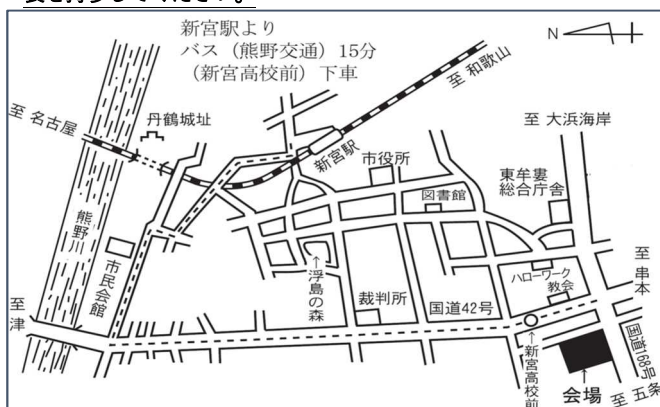 新宮駅より
バス（熊野交通）15分
（新宮高校前）下車
N
至 和歌山
至 名古屋
丹鶴城址
新宮駅
市役所
至 大浜海岸
東牟婁
総合庁舎
図書館
熊野川
市民会館
↑浮島の森
裁判所
国道42号
ハローワーク
教会
至 串本
至 津
↑新宮高校前
国道168号
↑
会場
至 五条